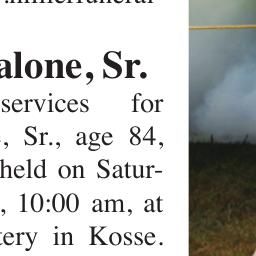 alone, Sr.
services for
, Sr., age 84,
held on Satur-
, 10:00 am, at
tery in Kosse.